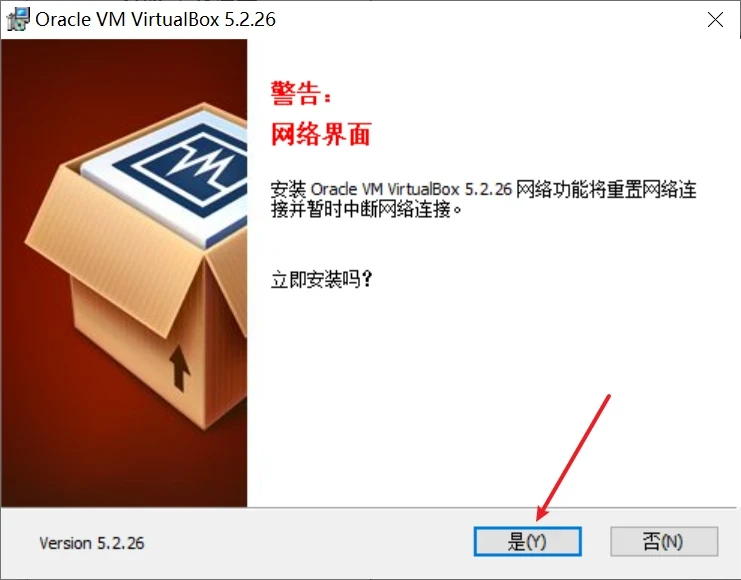 Oracle VM VirtualBox 5.2.26
警告：
网络界面
安装 Oracle VM VirtualBox 5.2.26 网络功能将重置网络连
接并暂时中断网络连接。
立即安装吗？
Version 5.2.26
是(Y)
否(N)